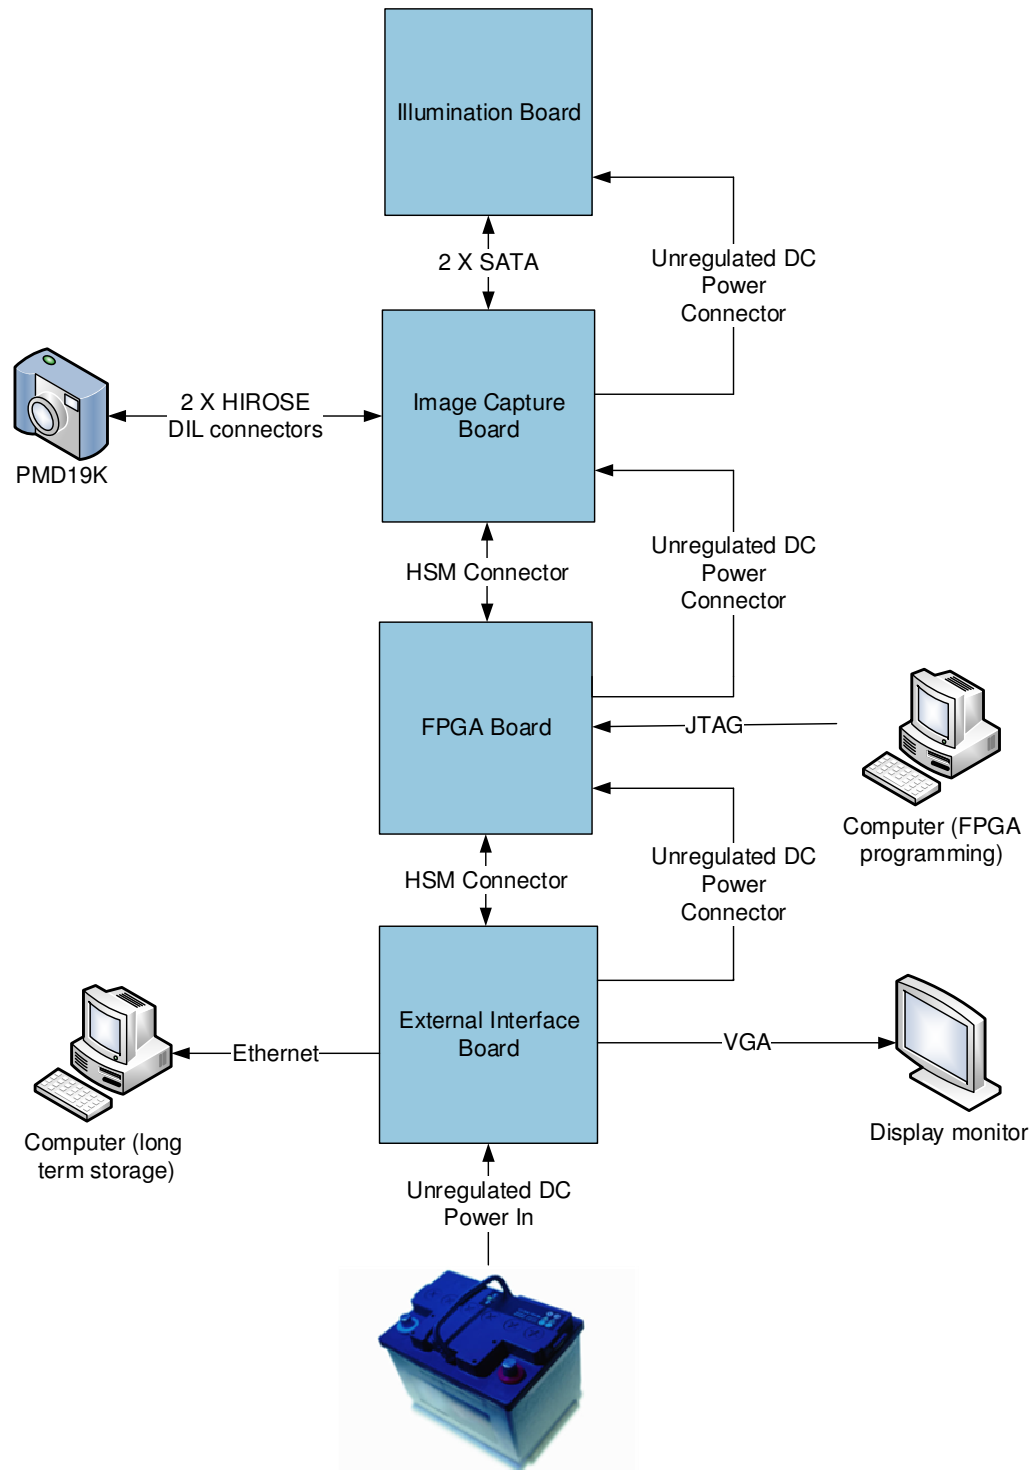 Illumination Board
2 X SATA
Unregulated DC
Power
Connector
2 X HIROSE
DIL connectors
PMD19K
Image Capture
Board
HSM Connector
Unregulated DC
Power
Connector
FPGA Board
JTAG
Computer (FPGA
programming)
HSM Connector
Unregulated DC
Power
Connector
External Interface
Board
Ethernet
VGA
Computer (long
term storage)
Display monitor
Unregulated DC
Power In